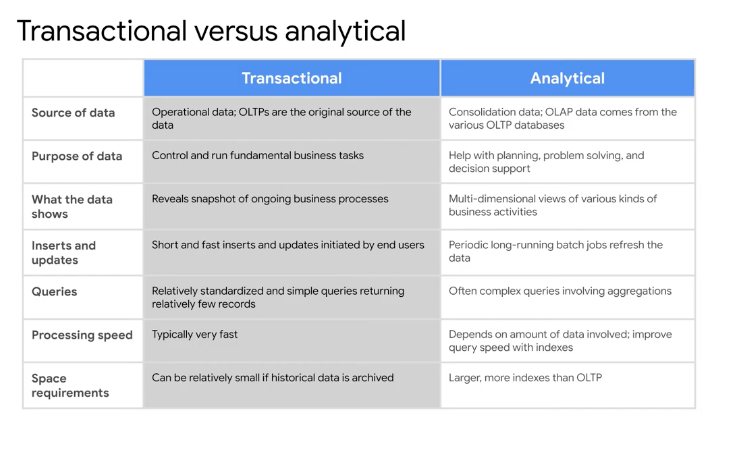 Transactional versus analytical
Transactional
Analytical
Source of data
Operational data; OLTPs are the original source of the
data
Consolidation data; OLAP data comes from the
various OLTP databases
Purpose of data
Control and run fundamental business tasks
Help with planning, problem solving, and
decision support
What the data
shows
Reveals snapshot of ongoing business processes
Multi-dimensional views of various kinds of
business activities
Inserts and
updates
Short and fast inserts and updates initiated by end users
Periodic long-running batch jobs refresh the
data
Queries
Relatively standardized and simple queries returning
relatively few records
Often complex queries involving aggregations
Processing speed
Typically very fast
Depends on amount of data involved; improve
query speed with indexes
Space
requirements
Can be relatively small if historical data is archived
Larger, more indexes than OLTP